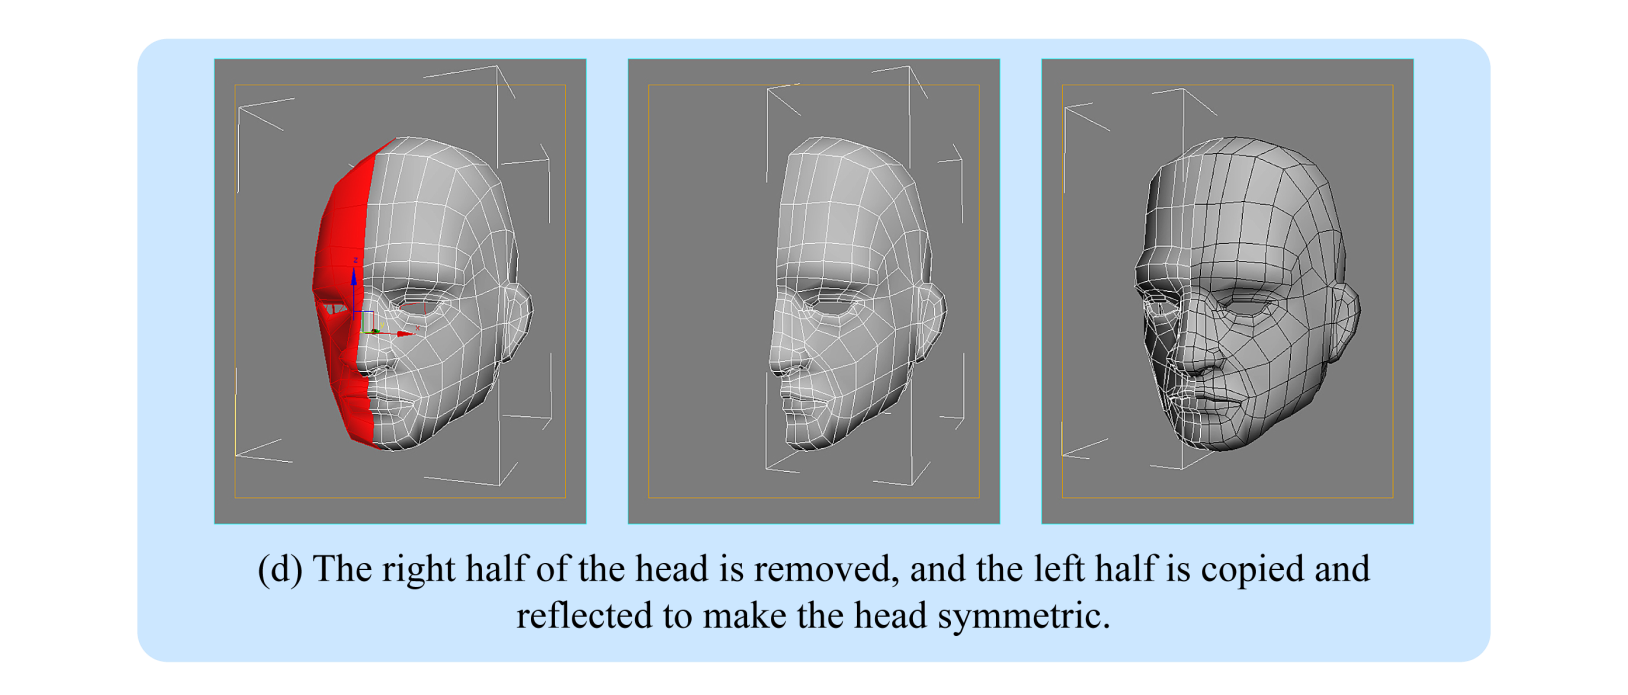 z
x
(d) The right half of the head is removed, and the left half is copied and
reflected to make the head symmetric.